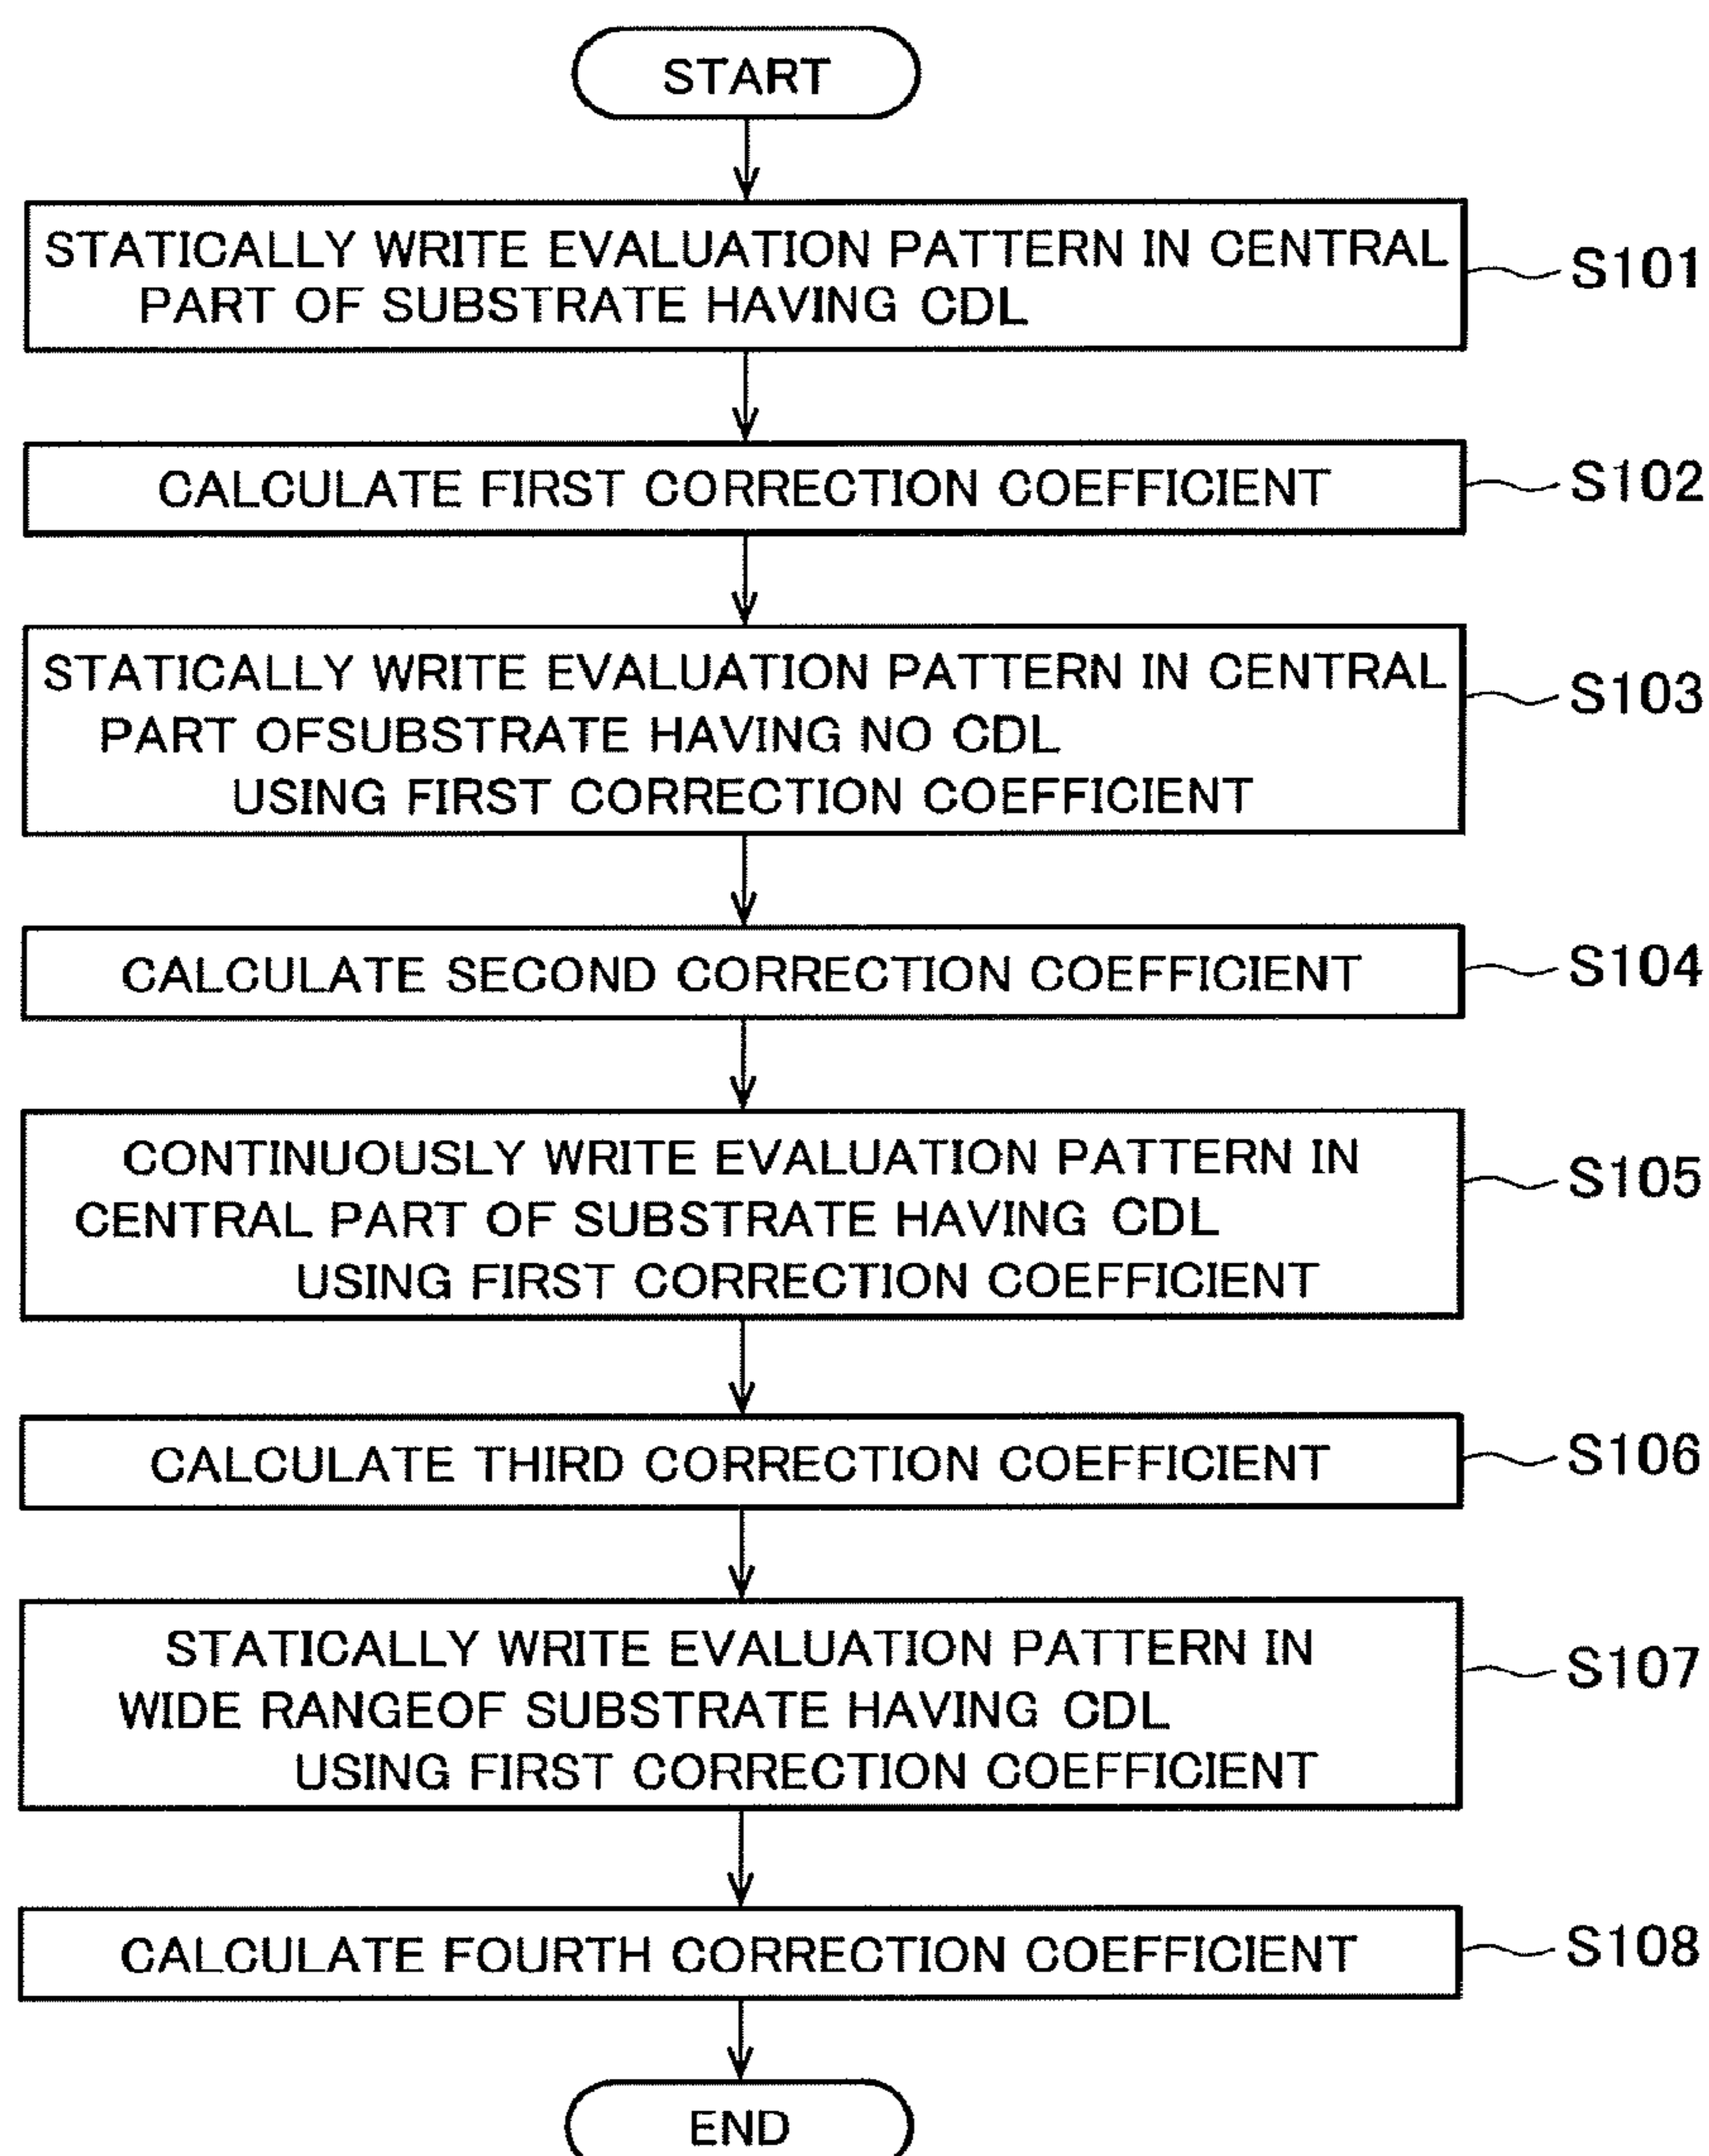 START
STATICALLY WRITE EVALUATION PATTERN IN CENTRAL
PART OF SUBSTRATE HAVING CDL
S101
CALCULATE FIRST CORRECTION COEFFICIENT
S102
STATICALLY WRITE EVALUATION PATTERN IN CENTRAL
PART OFSUBSTRATE HAVING NO CDL
USING FIRST CORRECTION COEFFICIENT
S103
CALCULATE SECOND CORRECTION COEFFICIENT
S104
CONTINUOUSLY WRITE EVALUATION PATTERN IN
CENTRAL PART OF SUBSTRATE HAVING CDL
USING FIRST CORRECTION COEFFICIENT
S105
CALCULATE THIRD CORRECTION COEFFICIENT
S106
STATICALLY WRITE EVALUATION PATTERN IN
WIDE RANGEOF SUBSTRATE HAVING CDL
USING FIRST CORRECTION COEFFICIENT
S107
CALCULATE FOURTH CORRECTION COEFFICIENT
S108
END